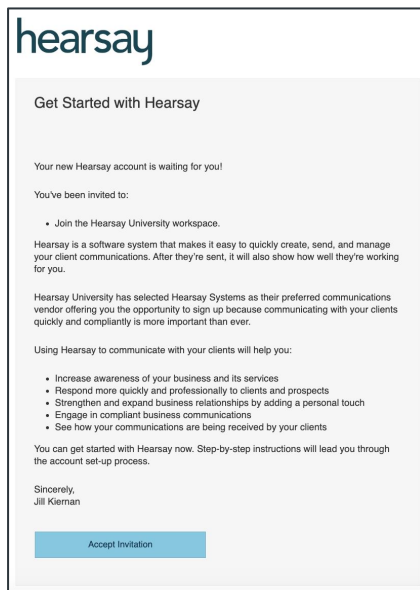 hearsay
Get Started with Hearsay
Your new Hearsay account is waiting for you!
You've been invited to:
• Join the Hearsay University workspace.
Hearsay is a software system that makes it easy to quickly create, send, and manage
your client communications. After they're sent, it will also show how well they're working
for you.
Hearsay University has selected Hearsay Systems as their preferred communications
vendor offering you the opportunity to sign up because communicating with your clients
quickly and compliantly is more important than ever.
Using Hearsay to communicate with your clients will help you:
• Increase awareness of your business and its services
• Respond more quickly and professionally to clients and prospects
• Strengthen and expand business relationships by adding a personal touch
• Engage in compliant business communications
• See how your communications are being received by your clients
You can get started with Hearsay now. Step-by-step instructions will lead you through
the account set-up process.
Sincerely,
Jill Kiernan
Accept Invitation